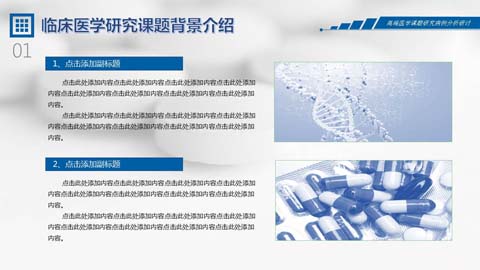 临床医学研究课题背景介绍
高端医学课题研究病例分析研讨
01
1、点击添加副标题
点击此处添加内容点击此处添加内容点击此处添加内容点击此处添加
内容点击此处添加内容点击此处添加内容点击此处添加内容点击此处添加
内容。
点击此处添加内容点击此处添加内容点击此处添加内容点击此处添加
内容点击此处添加内容点击此处添加内容点击此处添加内容点击此处添加
内容。
2、点击添加副标题
点击此处添加内容点击此处添加内容点击此处添加内容点击此处添加
内容点击此处添加内容点击此处添加内容点击此处添加内容点击此处添加
内容。
点击此处添加内容点击此处添加内容点击此处添加内容点击此处添加
内容点击此处添加内容点击此处添加内容点击此处添加内容点击此处添加
内容。